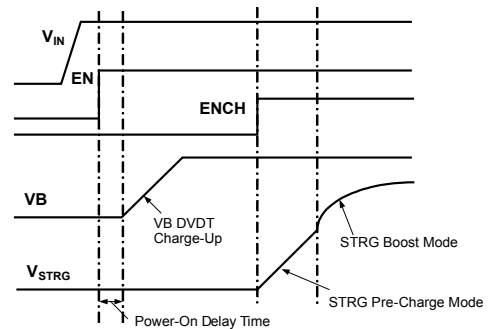 VIN
EN
ENCH
VB
VB DVDT
Charge-Up
STRG Boost Mode
VSTRG
STRG Pre-Charge Mode
Power-On Delay Time